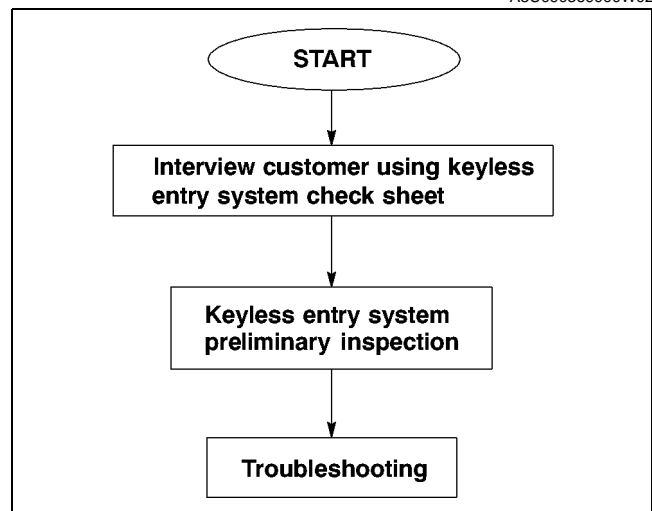 START
Interview customer using keyless
entry system check sheet
Keyless entry system
preliminary inspection
Troubleshooting